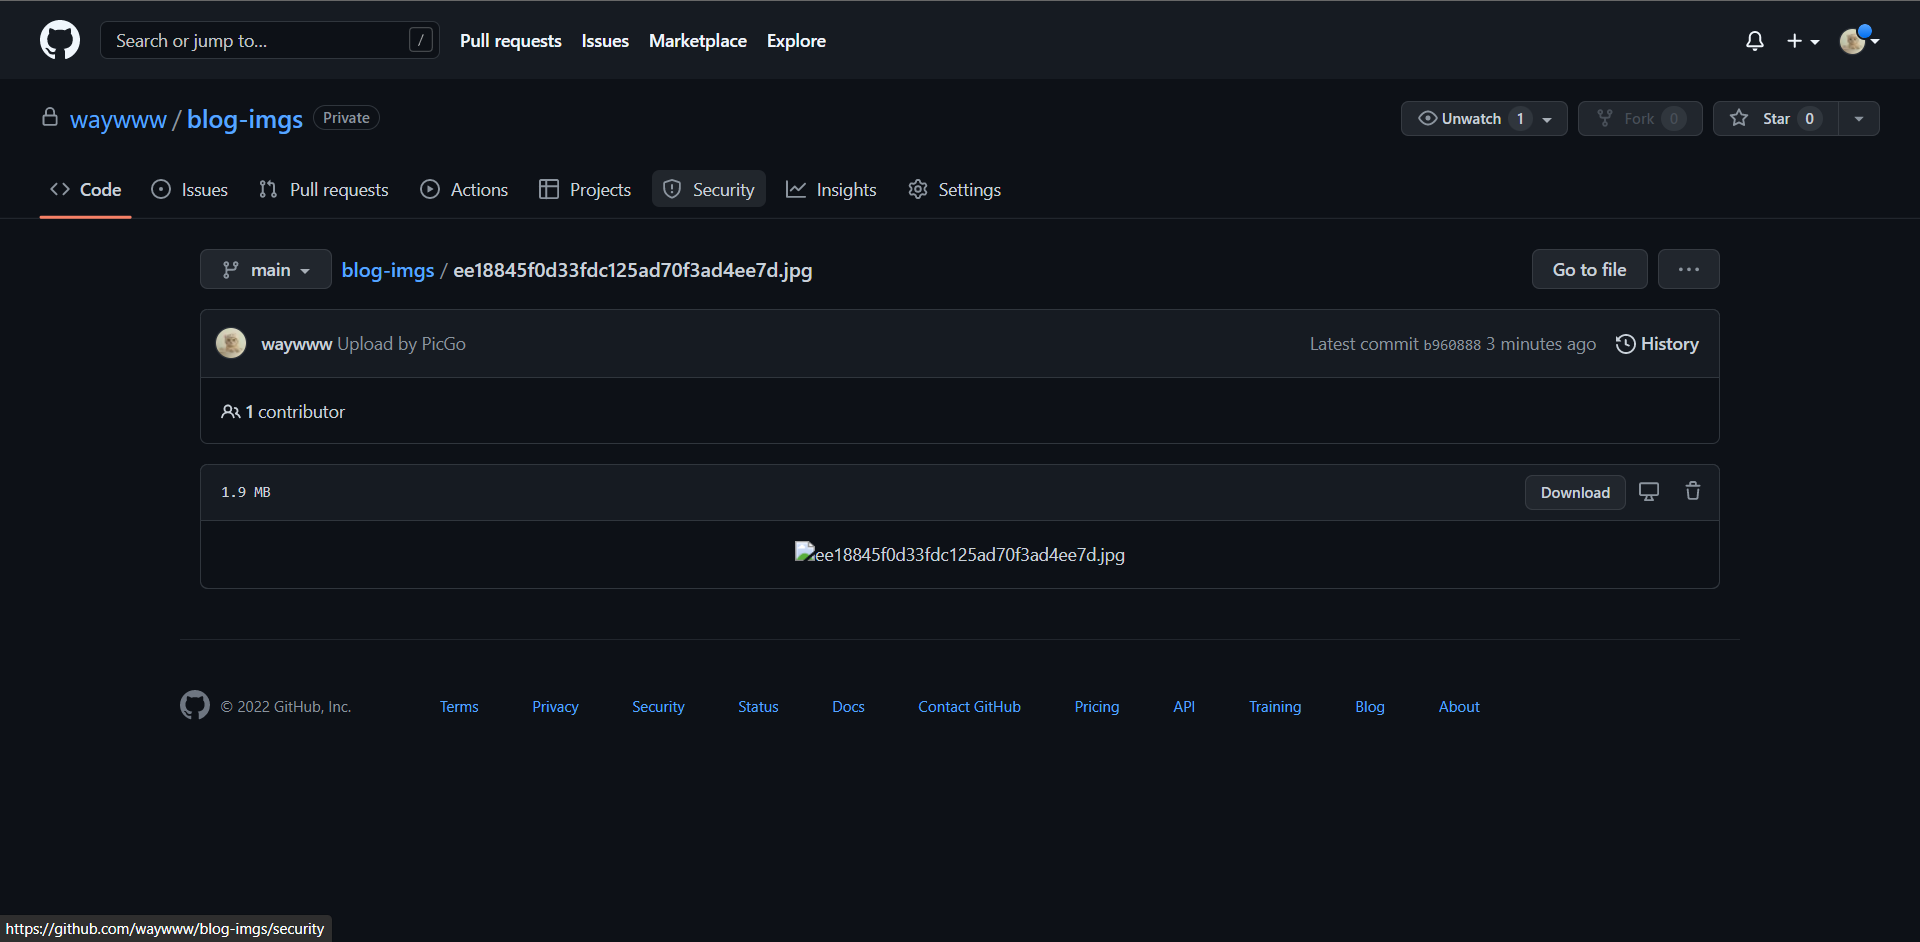 Search or jump to... /
Pull requests Issues Marketplace Explore
waywww / blog-imgs Private
Unwatch 1 Fork 0 Star 0
Code Issues Pull requests Actions Projects Security Insights Settings
main blog-imgs / ee18845f0d33fdc125ad70f3ad4ee7d.jpg Go to file ...
waywww Upload by PicGo Latest commit b960888 3 minutes ago History
1 contributor
1.9 MB Download
ee18845f0d33fdc125ad70f3ad4ee7d.jpg
© 2022 GitHub, Inc. Terms Privacy Security Status Docs Contact GitHub Pricing API Training Blog About
https://github.com/waywww/blog-imgs/security